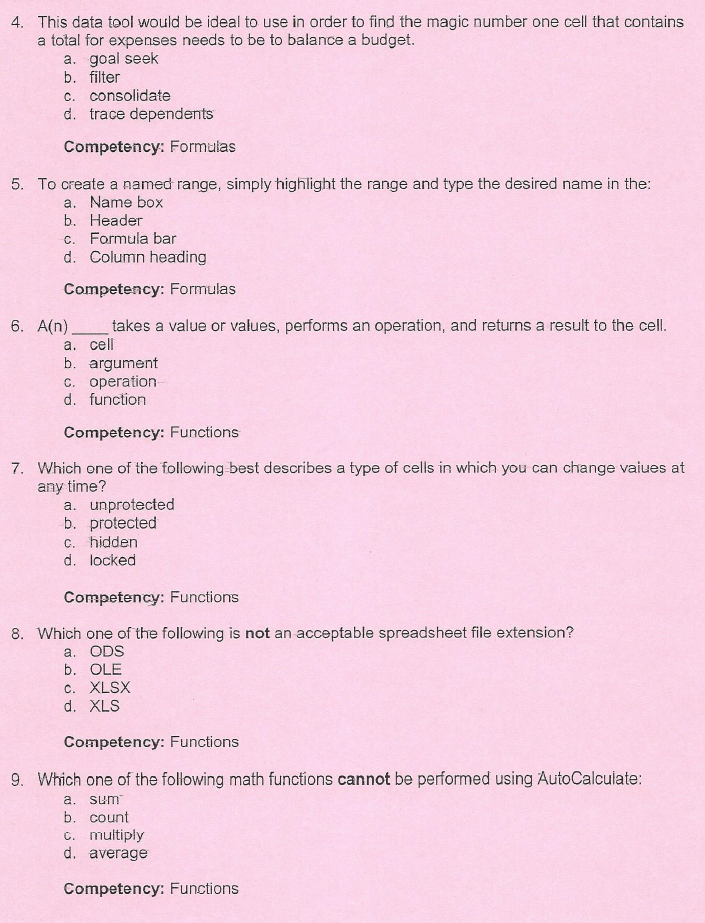 4. This data tool would be ideal to use in order to find the magic number one cell that contains
a total for expenses needs to be to balance a budget.
a. goal seek
b. filter
c. consolidate
d. trace dependents
Competency: Formulas
5. To create a named range, simply highlight the range and type the desired name in the:
a. Name box
b. Header
c. Formula bar
d. Column heading
Competency: Formulas
6. A(n) ____ takes a value or values, performs an operation, and returns a result to the cell.
a. cell
b. argument
c. operation
d. function
Competency: Functions
7. Which one of the following best describes a type of cells in which you can change values at
any time?
a. unprotected
b. protected
c. hidden
d. locked
Competency: Functions
8. Which one of the following is not an acceptable spreadsheet file extension?
a. ODS
b. OLE
c. XLSX
d. XLS
Competency: Functions
9. Which one of the following math functions cannot be performed using AutoCalculate:
a. sum
b. count
c. multiply
d. average
Competency: Functions